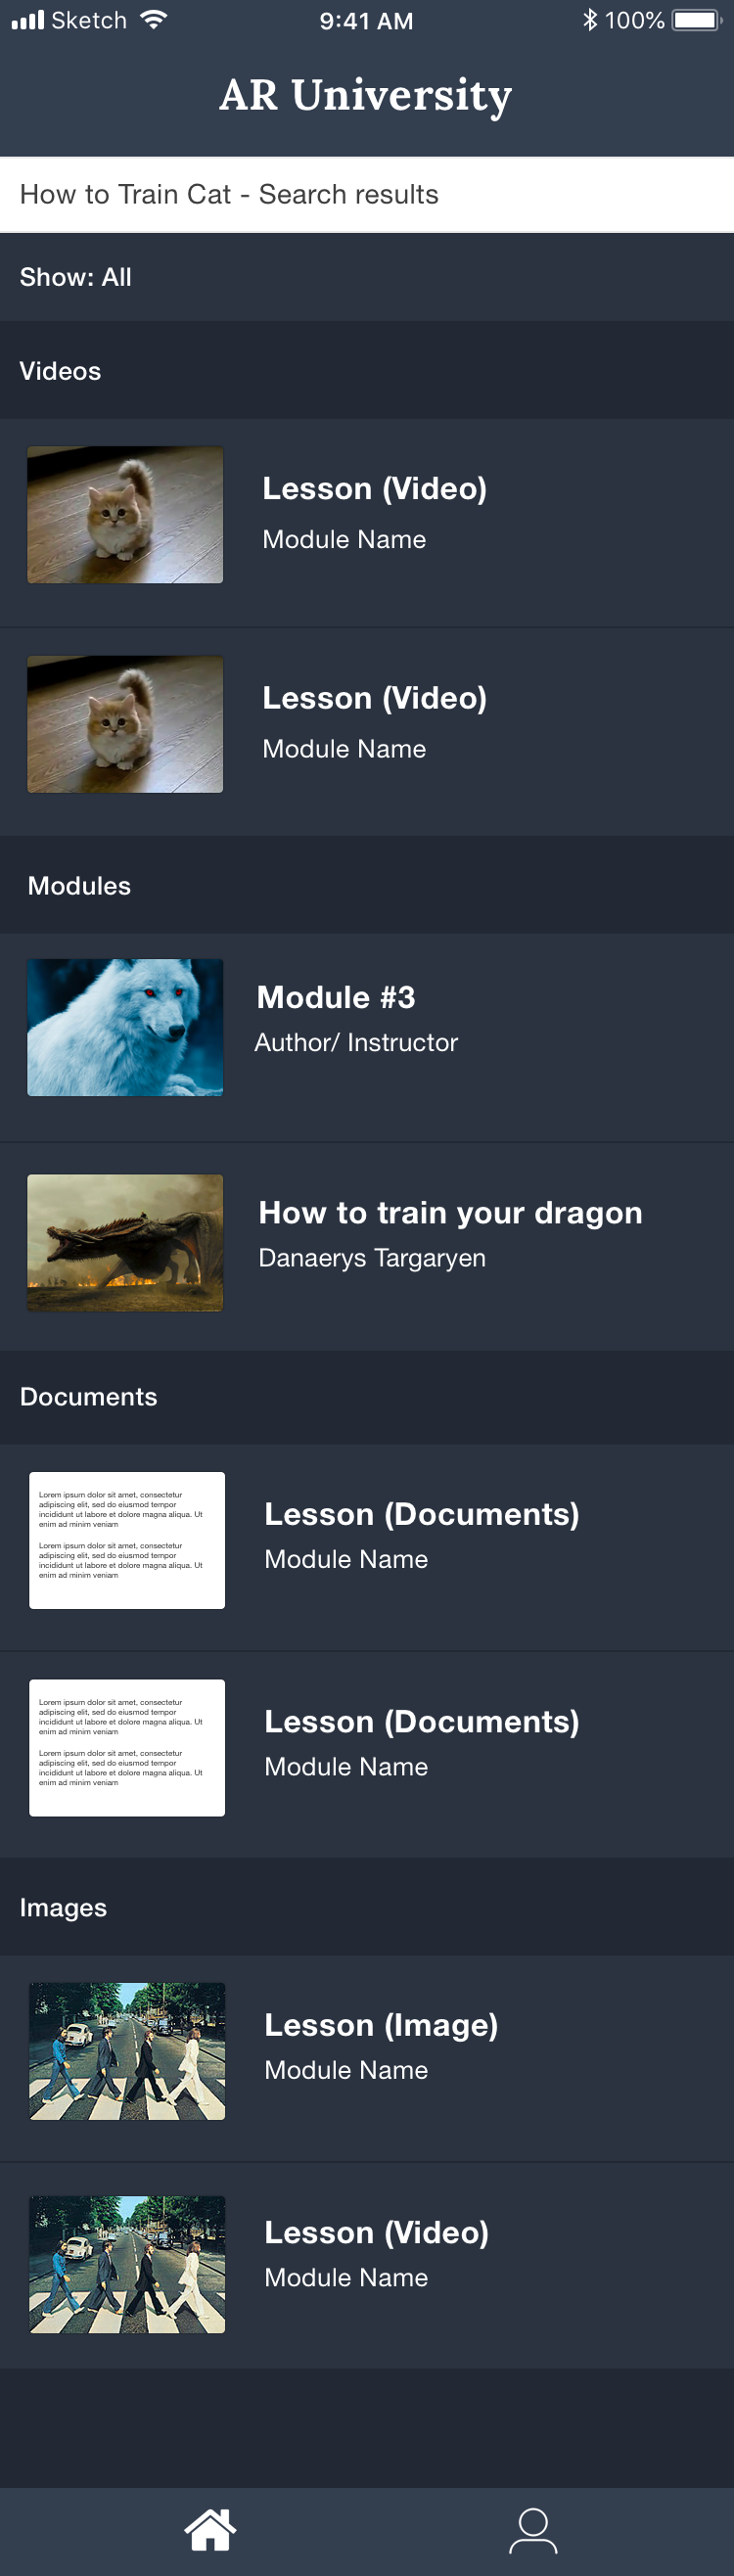 Sketch 9:41 AM 100%
AR University
How to Train Cat - Search results
Show: All
Videos
Lesson (Video)
Module Name
Lesson (Video)
Module Name
Modules
Module #3
Author/ Instructor
How to train your dragon
Danaerys Targaryen
Documents
Lorem ipsum dolor sit amet, consectetur
adipiscing elit, sed do eiusmod tempor
incididunt ut labore et dolore magna aliqua. Ut
enim ad minim veniam
Lorem ipsum dolor sit amet, consectetur
adipiscing elit, sed do eiusmod tempor
incididunt ut labore et dolore magna aliqua. Ut
enim ad minim veniam
Lesson (Documents)
Module Name
Lorem ipsum dolor sit amet, consectetur
adipiscing elit, sed do eiusmod tempor
incididunt ut labore et dolore magna aliqua. Ut
enim ad minim veniam
Lorem ipsum dolor sit amet, consectetur
adipiscing elit, sed do eiusmod tempor
incididunt ut labore et dolore magna aliqua. Ut
enim ad minim veniam
Lesson (Documents)
Module Name
Images
Lesson (Image)
Module Name
Lesson (Video)
Module Name